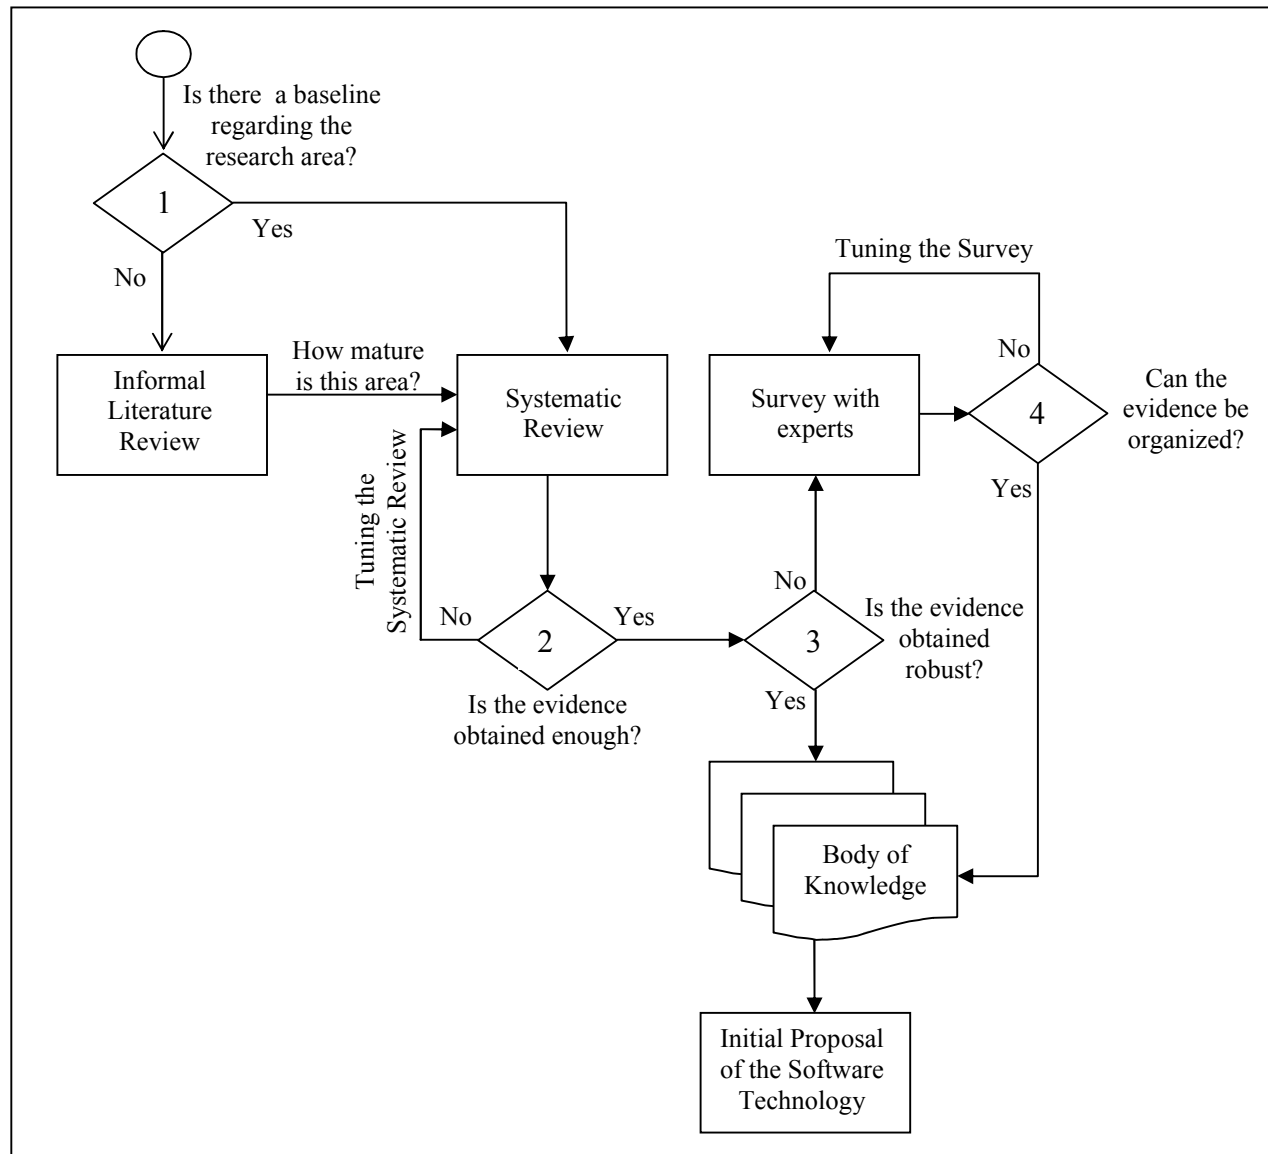 Is there a baseline
regarding the
research area?
1
Yes
No
Tuning the Survey
Informal
Literature
Review
How mature
is this area?
Systematic
Review
Survey with
experts
No
4
Can the
evidence be
organized?
Yes
Tuning the
Systematic Review
No
2
Yes
Is the evidence
obtained enough?
No
3
Is the evidence
obtained
robust?
Yes
Body of
Knowledge
Initial Proposal
of the Software
Technology